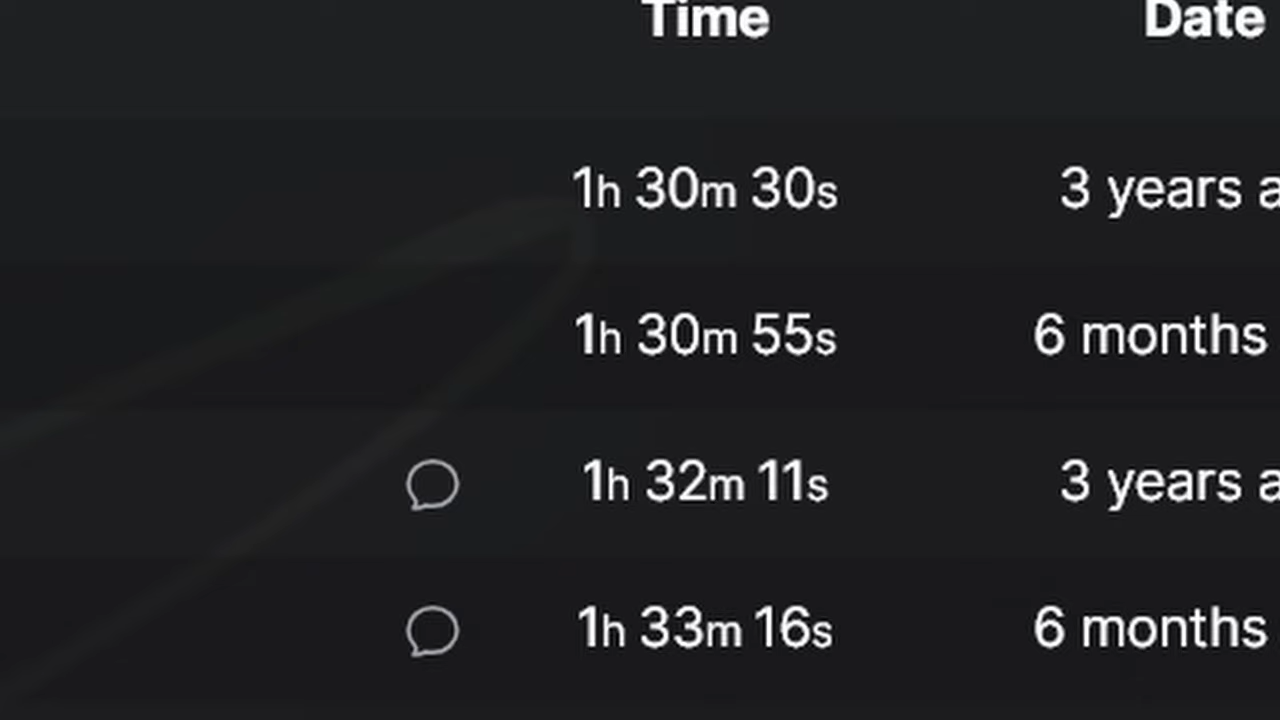 Time Date
1h 30m 30s 3 years a
1h 30m 55s 6 months
1h 32m 11s 3 years a
1h 33m 16s 6 months